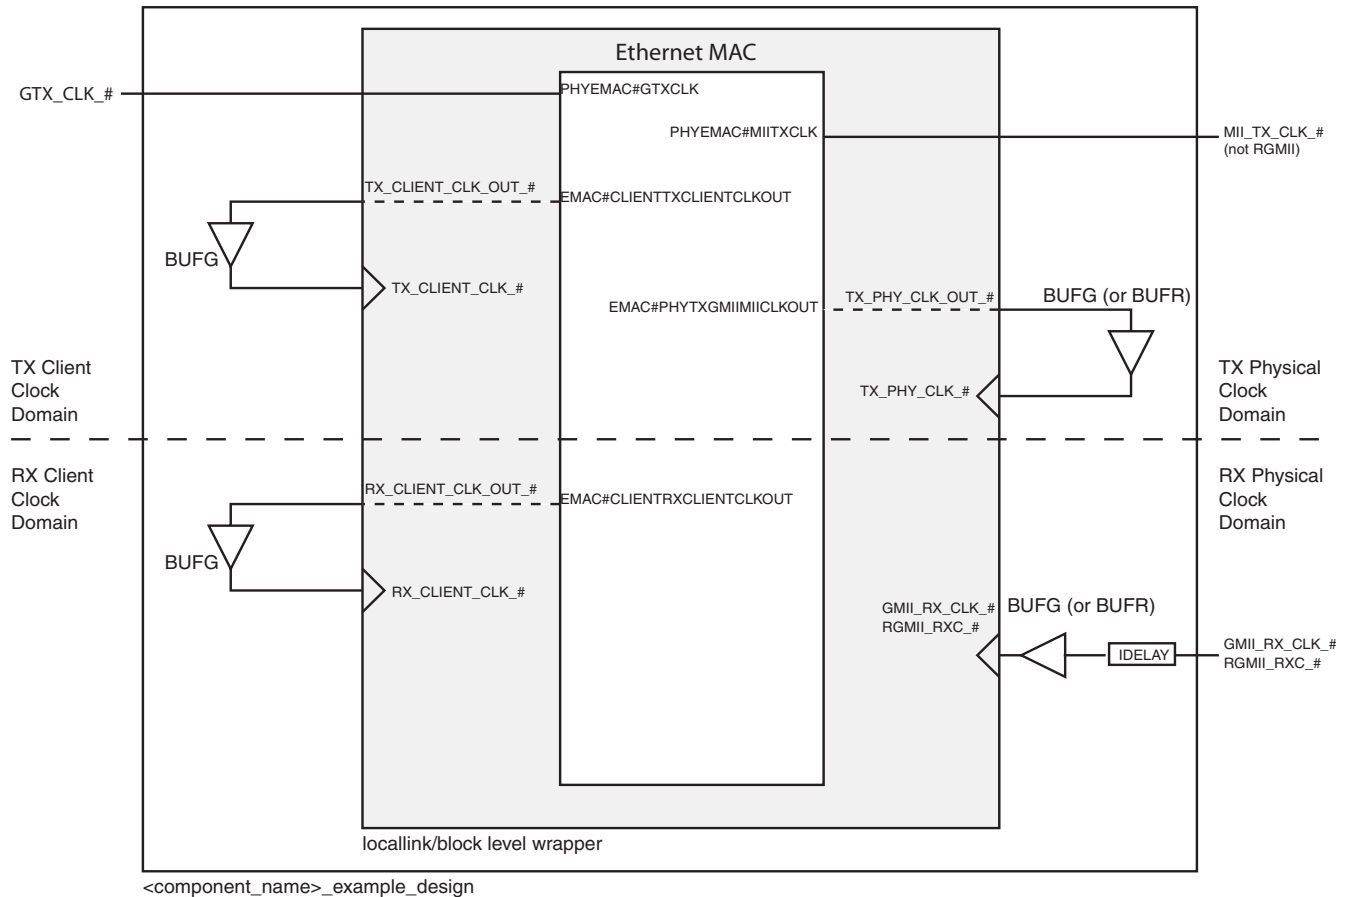 Ethernet MAC
GTX_CLK_#
PHYEMAC#GTXCLK
PHYEMAC#MIITXCLK
MII_TX_CLK_#
(not RGMII)
TX_CLIENT_CLK_OUT_#
EMAC#CLIENTTXCLIENTCLKOUT
BUFG
TX_CLIENT_CLK_#
EMAC#PHYTXGMIIMIICLKOUT
TX_PHY_CLK_OUT_#
BUFG (or BUFR)
TX_PHY_CLK_#
TX Client
Clock
Domain
TX Physical
Clock
Domain
RX Client
Clock
Domain
RX Physical
Clock
Domain
RX_CLIENT_CLK_OUT_#
EMAC#CLIENTRXCLIENTCLKOUT
BUFG
RX_CLIENT_CLK_#
GMII_RX_CLK_#
RGMII_RXC_#
BUFG (or BUFR)
IDELAY
GMII_RX_CLK_#
RGMII_RXC_#
locallink/block level wrapper
<component_name>_example_design